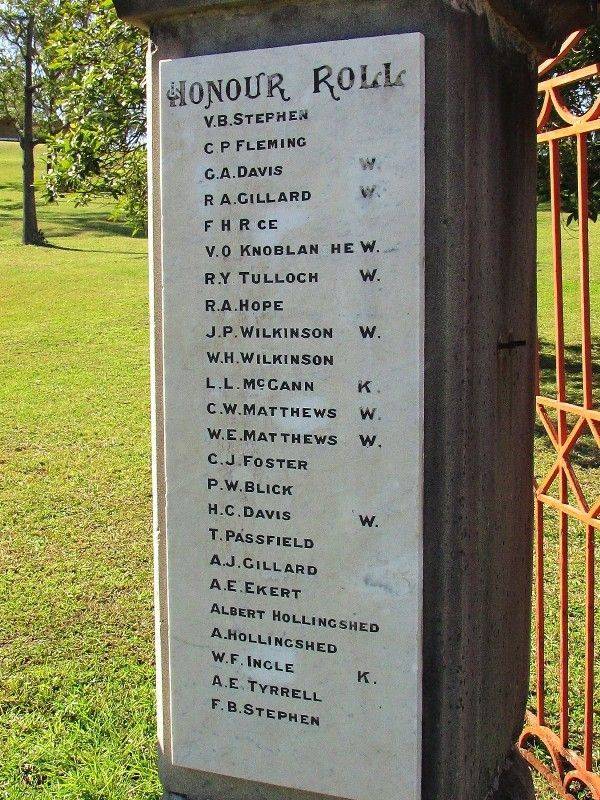 HONOUR ROLL
V.B. STEPHEN
C P FLEMING
G.A. DAVIS W.
R A. GILLARD W.
F H R CE
V.O KNOBLAN HE W.
R.Y TULLOCH W.
R.A. HOPE
J.P. WILKINSON W.
W.H. WILKINSON
L.L. McGANN K.
C.W. MATTHEWS W.
W.E. MATTHEWS W.
C.J. FOSTER
P.W. BLICK
H.C. DAVIS W.
T. PASSFIELD
A.J. GILLARD
A.E. EKERT
ALBERT HOLLINGSHED
A. HOLLINGSHED
W.F. INGLE K.
A.E. TYRRELL
F.B. STEPHEN